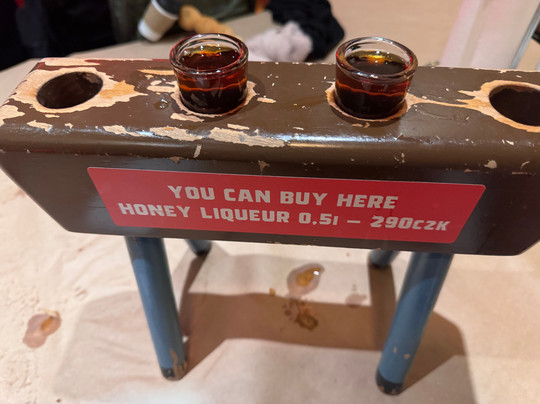 YOU CAN BUY HERE
HONEY LIQUEUR 0,5l – 290CZK